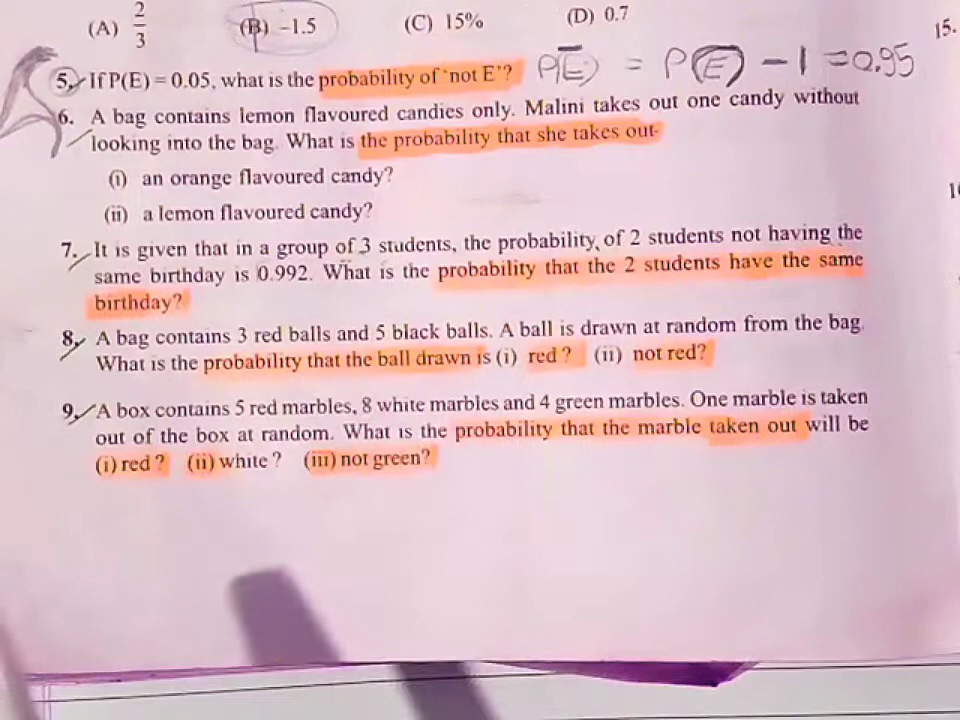 (A) 2/3 (B) -1.5 (C) 15% (D) 0.7
15.
5. If P(E) = 0.05, what is the probability of 'not E'? P(E̅) = P(E̅) - 1 = 0.95
6. A bag contains lemon flavoured candies only. Malini takes out one candy without
looking into the bag. What is the probability that she takes out
(i) an orange flavoured candy?
(ii) a lemon flavoured candy?
7. It is given that in a group of 3 students, the probability of 2 students not having the
same birthday is 0.992. What is the probability that the 2 students have the same
birthday?
8. A bag contains 3 red balls and 5 black balls. A ball is drawn at random from the bag.
What is the probability that the ball drawn is (i) red ? (ii) not red?
9. A box contains 5 red marbles, 8 white marbles and 4 green marbles. One marble is taken
out of the box at random. What is the probability that the marble taken out will be
(i) red ? (ii) white ? (iii) not green?